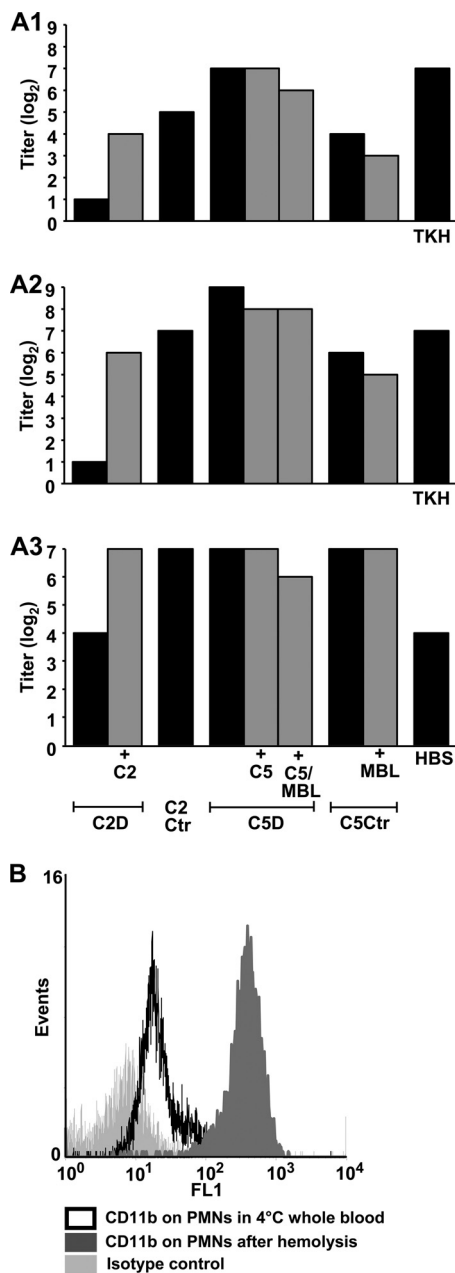 A1
Titer (log2)
9
8
7
6
5
4
3
2
1
0
TKH
A2
Titer (log2)
9
8
7
6
5
4
3
2
1
0
TKH
A3
Titer (log2)
7
6
5
4
3
2
1
0
+ C2
+ C5
+ C5/MBL
+ MBL
HBS
C2D
C2 Ctr
C5D
C5Ctr
B
16
Events
0
10^0 10^1 10^2 10^3 10^4
FL1
CD11b on PMNs in 4°C whole blood
CD11b on PMNs after hemolysis
Isotype control